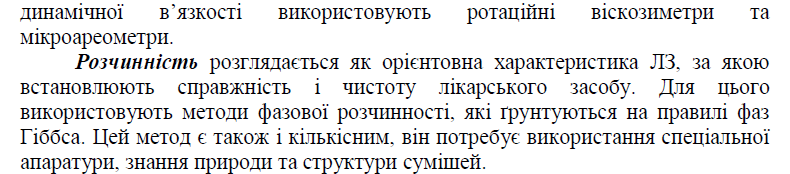 динамічної в’язкості використовують ротаційні віскозиметри та
мікроареометри.
Розчинність розглядається як орієнтовна характеристика ЛЗ, за якою
встановлюють справжність і чистоту лікарського засобу. Для цього
використовують методи фазової розчинності, які ґрунтуються на правилі фаз
Гіббса. Цей метод є також і кількісним, він потребує використання спеціальної
апаратури, знання природи та структури сумішей.